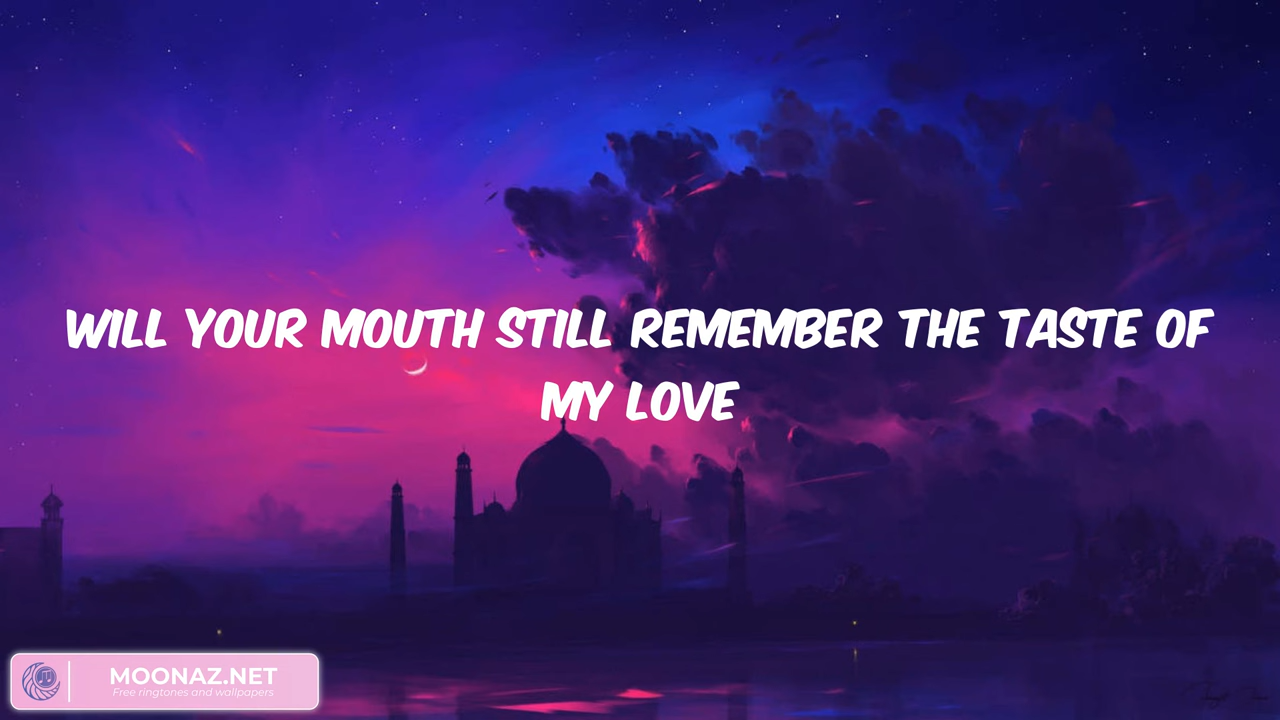 WILL YOUR MOUTH STILL REMEMBER THE TASTE OF
MY LOVE
MOONAZ.NET
Free ringtones and wallpapers